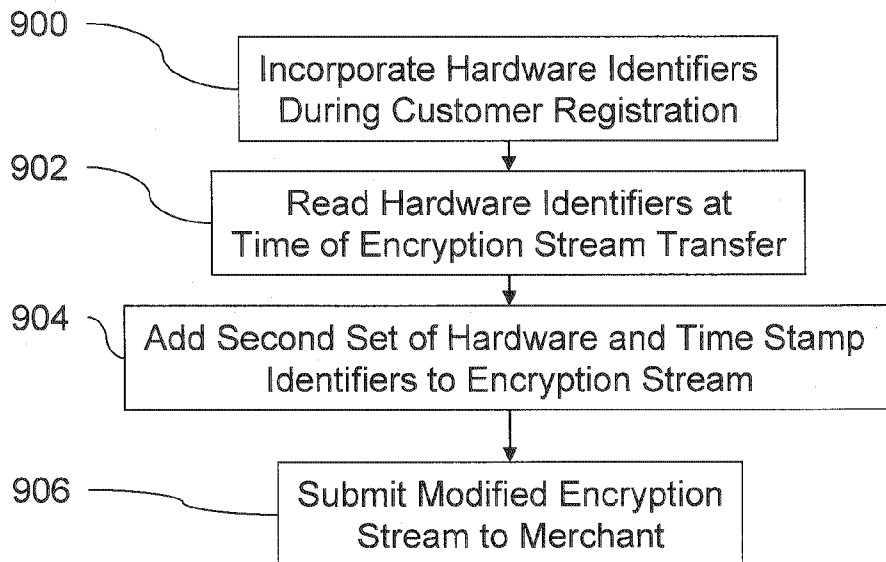 900
Incorporate Hardware Identifiers
During Customer Registration
902
Read Hardware Identifiers at
Time of Encryption Stream Transfer
904
Add Second Set of Hardware and Time Stamp
Identifiers to Encryption Stream
906
Submit Modified Encryption
Stream to Merchant